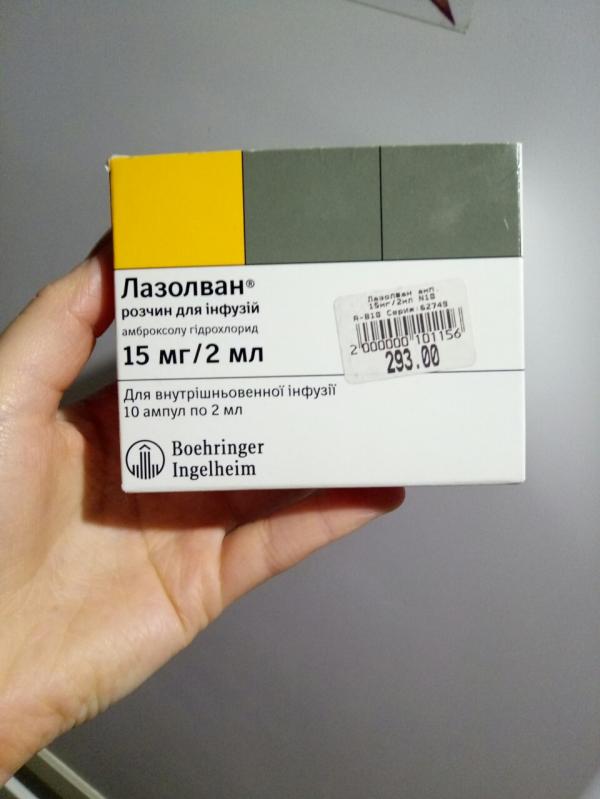 Лазолван®
розчин для інфузій
амброксолу гідрохлорид
15 мг/2 мл
Лазолван амп.
15мг/2мл N10
Я-В10 Серия:62749
2 000000 101156
293.00
Для внутрішньовенної інфузії
10 ампул по 2 мл
Boehringer
Ingelheim